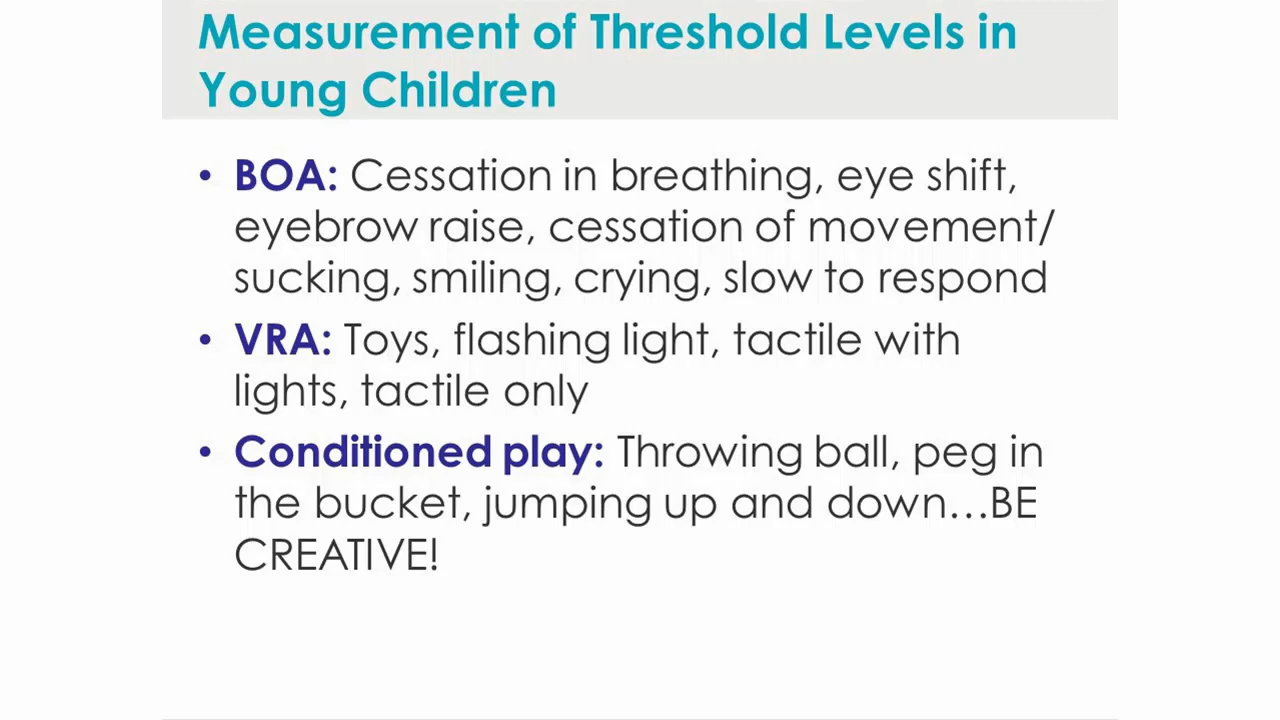 Measurement of Threshold Levels in
Young Children
• BOA: Cessation in breathing, eye shift,
eyebrow raise, cessation of movement/
sucking, smiling, crying, slow to respond
• VRA: Toys, flashing light, tactile with
lights, tactile only
• Conditioned play: Throwing ball, peg in
the bucket, jumping up and down…BE
CREATIVE!